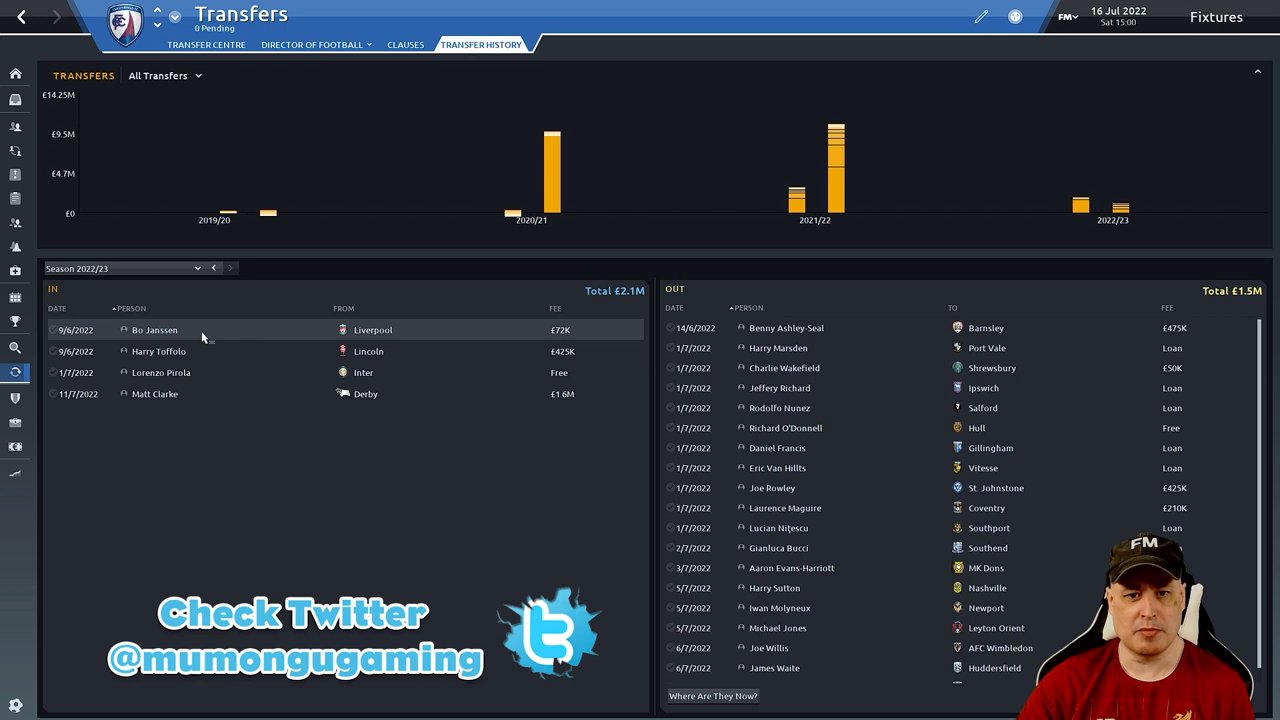 Transfers
0 Pending
FM
16 Jul 2022
Sat 15:00
Fixtures
TRANSFER CENTRE DIRECTOR OF FOOTBALL CLAUSES TRANSFER HISTORY
TRANSFERS All Transfers
£14.25M
£9.5M
£4.7M
£0
2019/20 2020/21 2021/22 2022/23
Season 2022/23
IN Total £2.1M
DATE PERSON FROM FEE
9/6/2022 Bo Janssen Liverpool £72K
9/6/2022 Harry Toffolo Lincoln £425K
1/7/2022 Lorenzo Pirola Inter Free
11/7/2022 Matt Clarke Derby £1.6M
OUT Total £1.5M
DATE PERSON TO FEE
14/6/2022 Benny Ashley-Seal Barnsley £475K
1/7/2022 Harry Marsden Port Vale Loan
1/7/2022 Charlie Wakefield Shrewsbury £50K
1/7/2022 Jeffery Richard Ipswich Loan
1/7/2022 Rodolfo Nunez Salford Loan
1/7/2022 Richard O'Donnell Hull Free
1/7/2022 Daniel Francis Gillingham Loan
1/7/2022 Eric Van Hillts Vitesse Loan
1/7/2022 Joe Rowley St. Johnstone £425K
1/7/2022 Laurence Maguire Coventry £210K
1/7/2022 Lucian Nițescu Southport Loan
2/7/2022 Gianluca Bucci Southend
3/7/2022 Aaron Evans-Harriott MK Dons
5/7/2022 Harry Sutton Nashville
5/7/2022 Iwan Molyneux Newport
5/7/2022 Michael Jones Leyton Orient
6/7/2022 Joe Willis AFC Wimbledon
6/7/2022 James Waite Huddersfield
Where Are They Now?
Check Twitter
@mumongugaming
FM